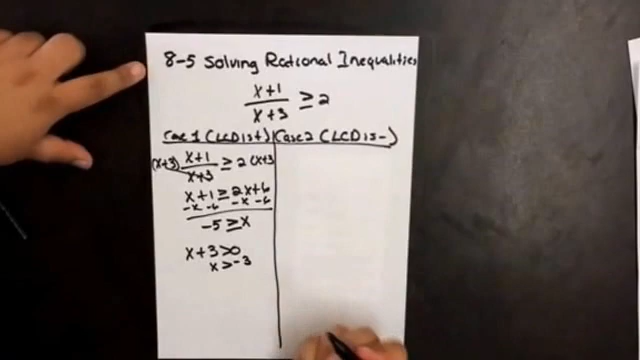 8-5 Solving Rational Inequalities
x+1
x+3
≥ 2
Case 1 (LCD is +) Case 2 (LCD is -)
(x+3) x+1 ≥ 2 (x+3
x+3
x+1 ≥ 2x+6
-x -6 -x -6
-5 ≥ x
x+3>0
x > -3